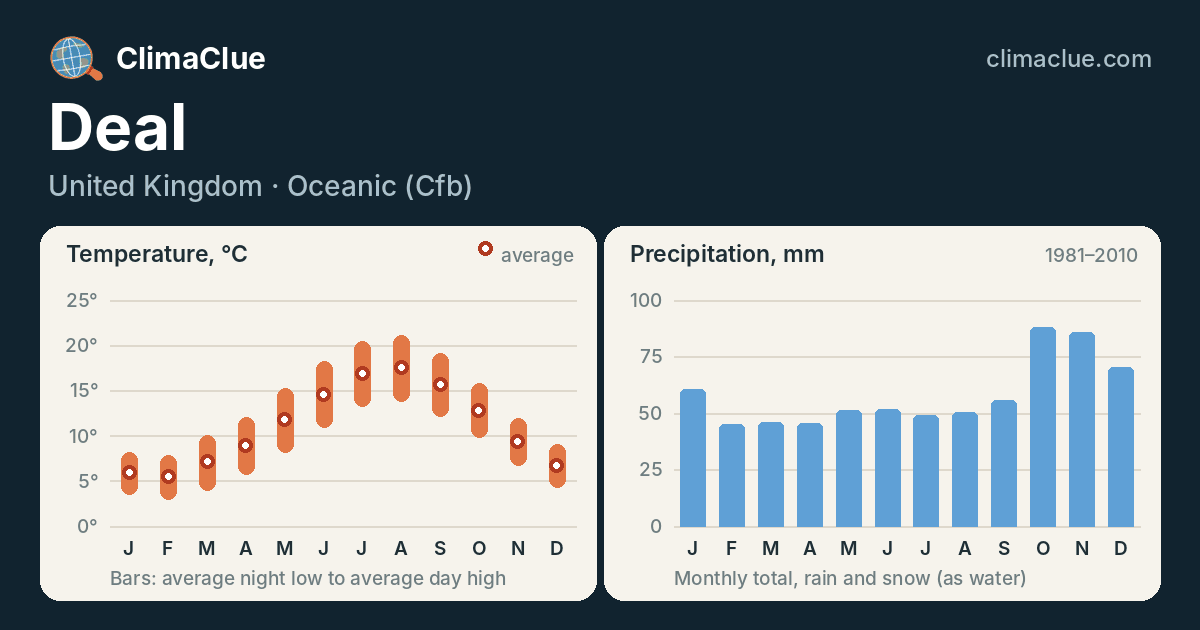 ClimaClue
climaclue.com
Deal
United Kingdom · Oceanic (Cfb)
Temperature, °C
average
25°
20°
15°
10°
5°
0°
J F M A M J J A S O N D
Bars: average night low to average day high
Precipitation, mm
1981–2010
100
75
50
25
0
J F M A M J J A S O N D
Monthly total, rain and snow (as water)